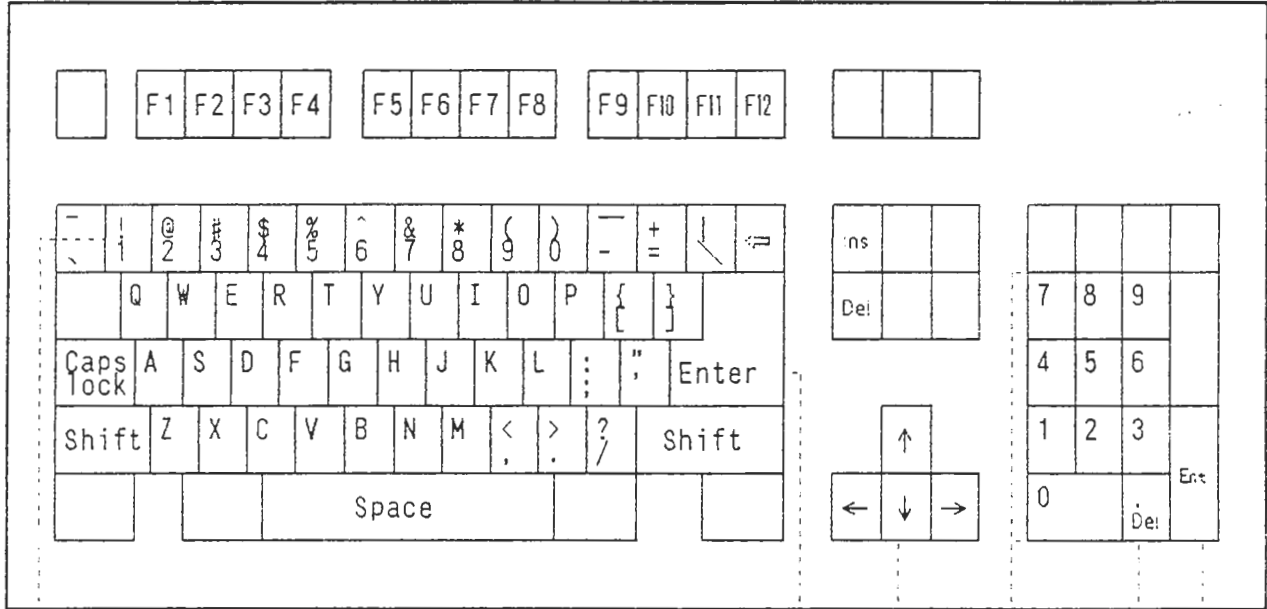 F1 F2 F3 F4 F5 F6 F7 F8 F9 F10 F11 F12
~ ! @ # $ % ^ & * ( ) — + |
` 1 2 3 4 5 6 7 8 9 0 - = \ ⇦
Ins
Q W E R T Y U I O P { }
[ ]
Del
7 8 9
Caps lock A S D F G H J K L : " Enter
; '
4 5 6
Shift Z X C V B N M < > ? Shift
, . /
↑
1 2 3
Space
← ↓ →
0 . Del Ent